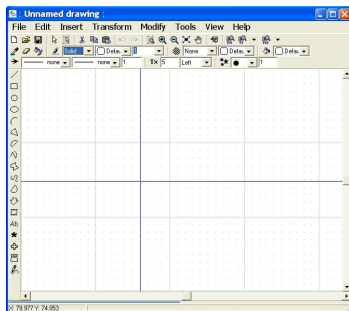 : Unnamed drawing :
File Edit Insert Transform Modify Tools View Help
Solid Defau 1 None Defau Defau
none none 1 T× 5 Left 1
Ab
X: 79.977 Y: 74.053